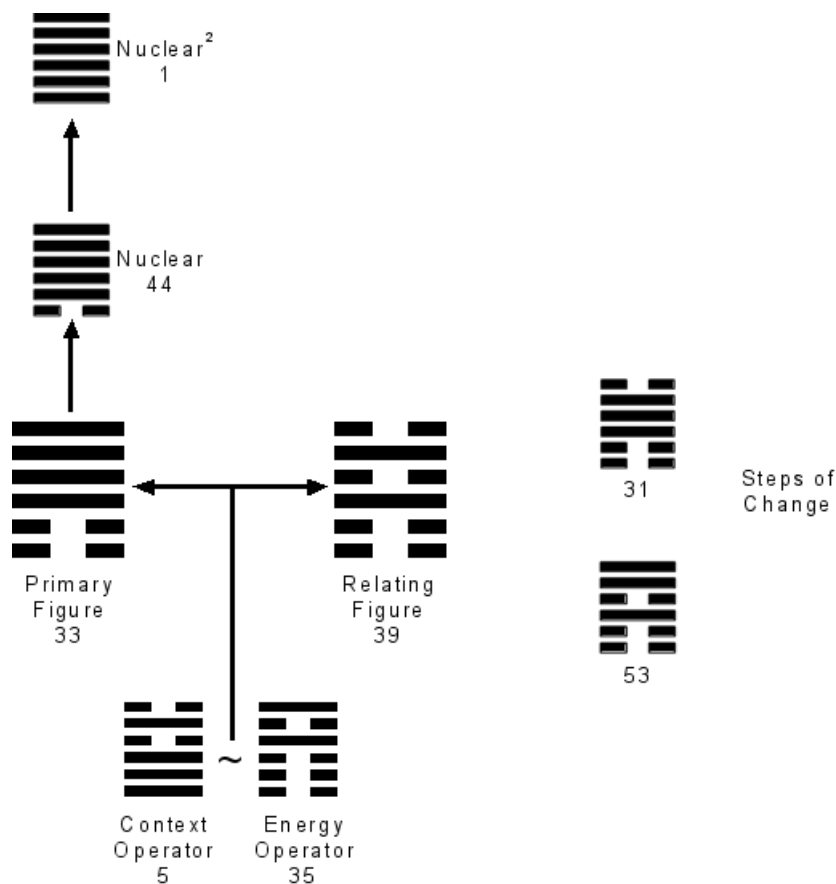 Nuclear²
1
Nuclear
44
31
Steps of
Change
Primary
Figure
33
Relating
Figure
39
53
~
Context
Operator
5
Energy
Operator
35